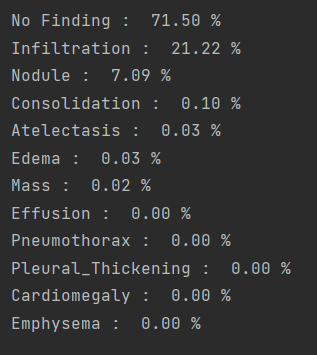 No Finding :  71.50 %
Infiltration :  21.22 %
Nodule :  7.09 %
Consolidation :  0.10 %
Atelectasis :  0.03 %
Edema :  0.03 %
Mass :  0.02 %
Effusion :  0.00 %
Pneumothorax :  0.00 %
Pleural_Thickening :  0.00 %
Cardiomegaly :  0.00 %
Emphysema :  0.00 %